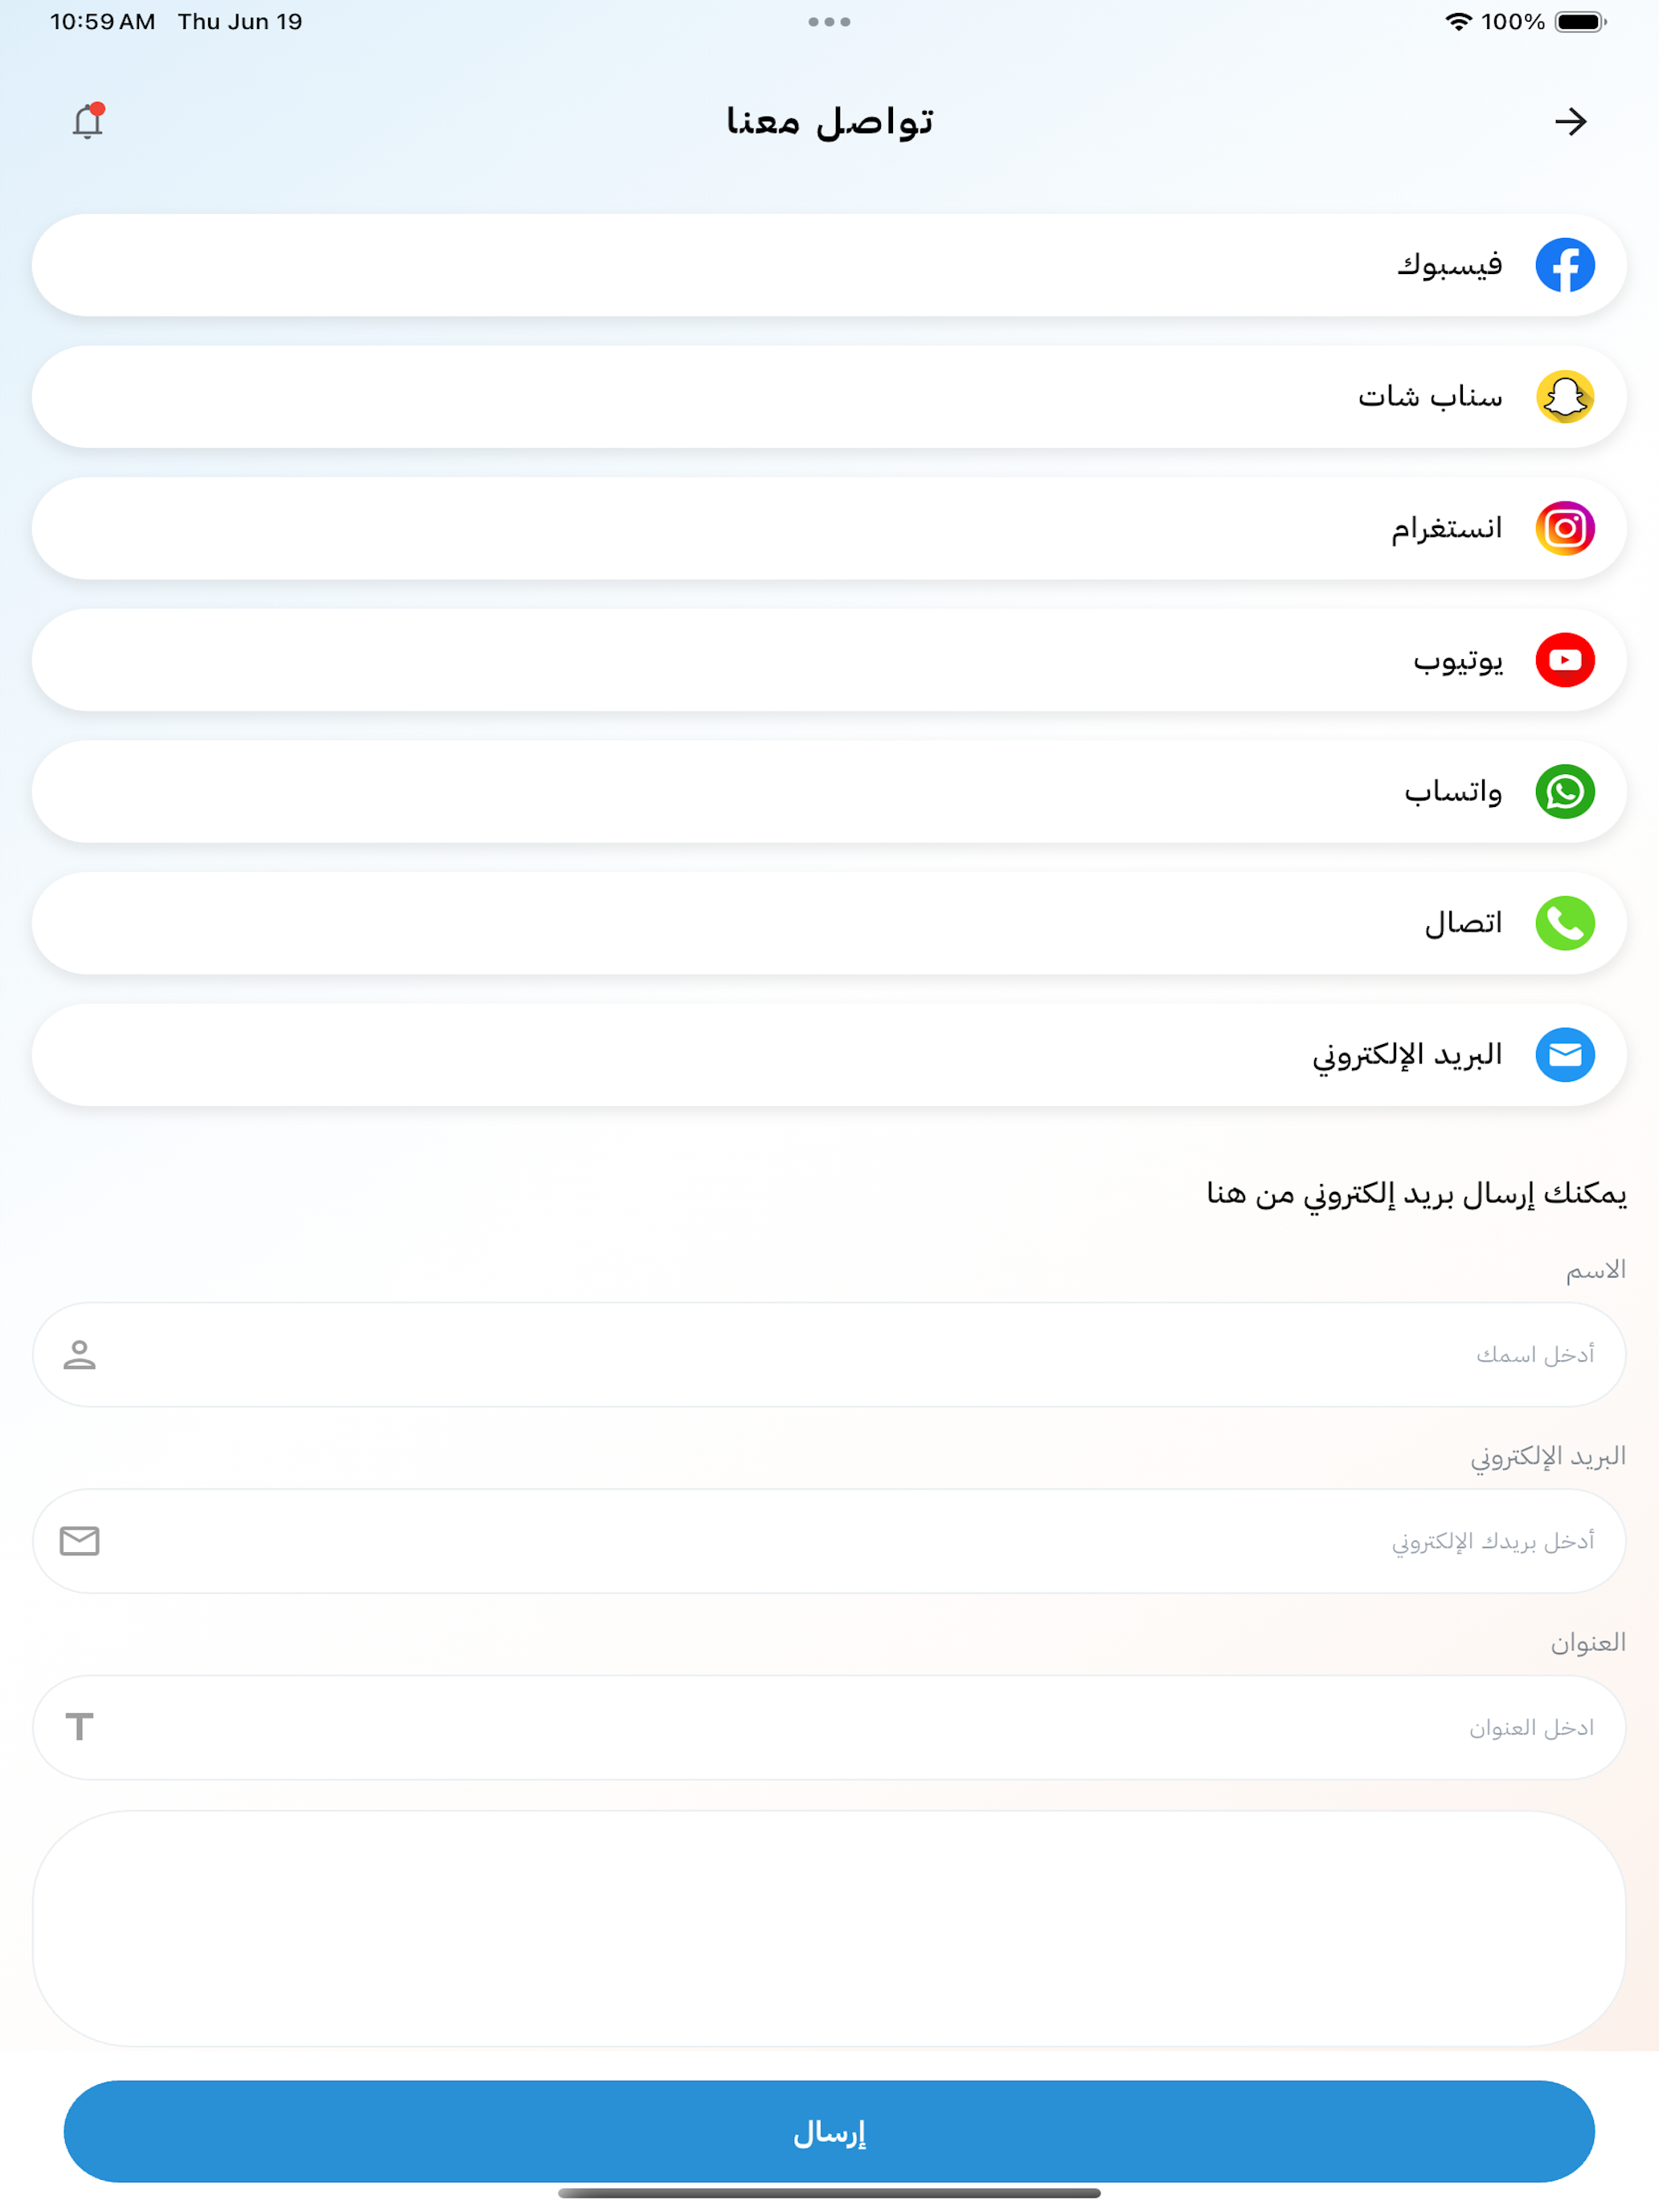 10:59 AM Thu Jun 19
100%
تواصل معنا
فيسبوك
سناب شات
انستغرام
يوتيوب
واتساب
اتصال
البريد الإلكتروني
يمكنك إرسال بريد إلكتروني من هنا
الاسم
أدخل اسمك
البريد الإلكتروني
أدخل بريدك الإلكتروني
العنوان
ادخل العنوان
إرسال